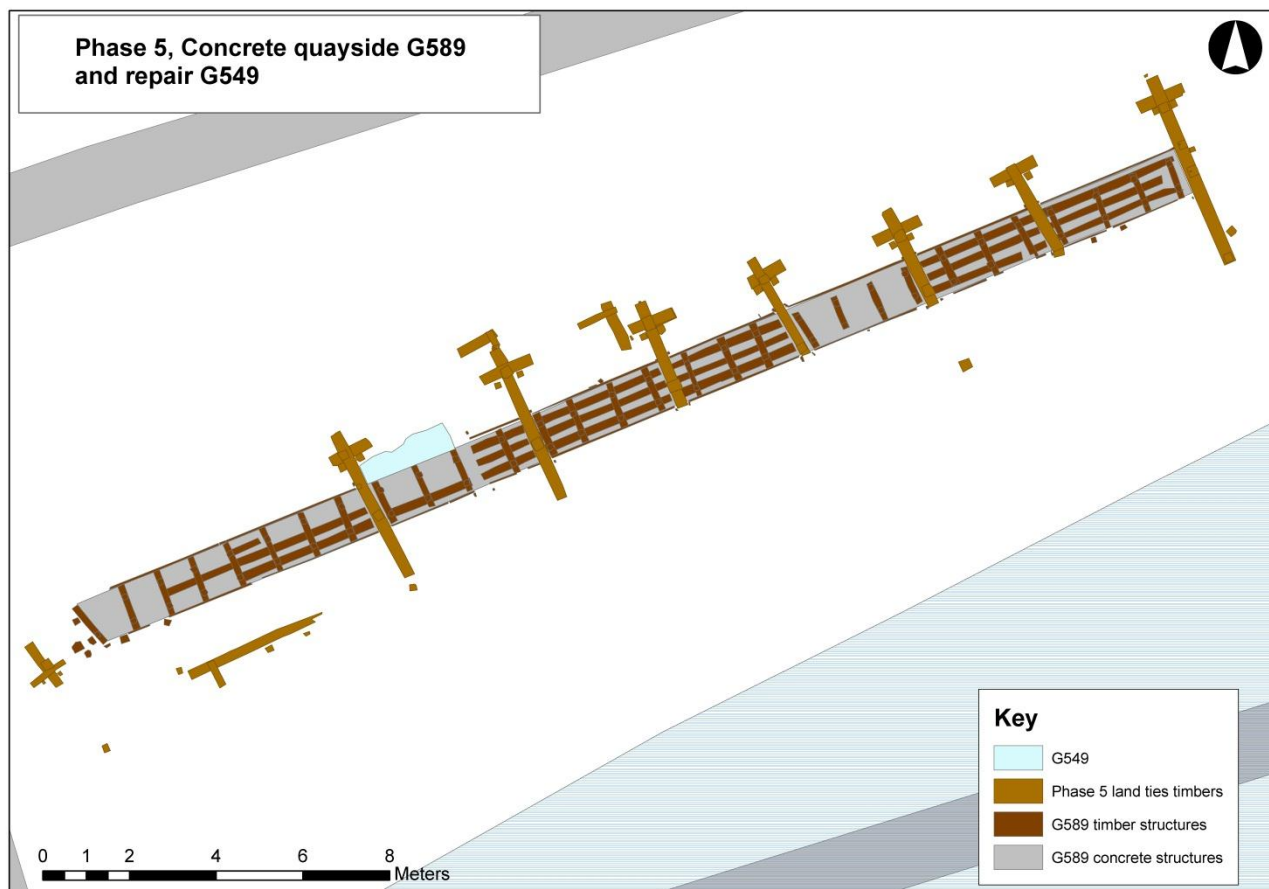 Phase 5, Concrete quayside G589
and repair G549
Key
G549
Phase 5 land ties timbers
G589 timber structures
G589 concrete structures
0 1 2 4 6 8
Meters